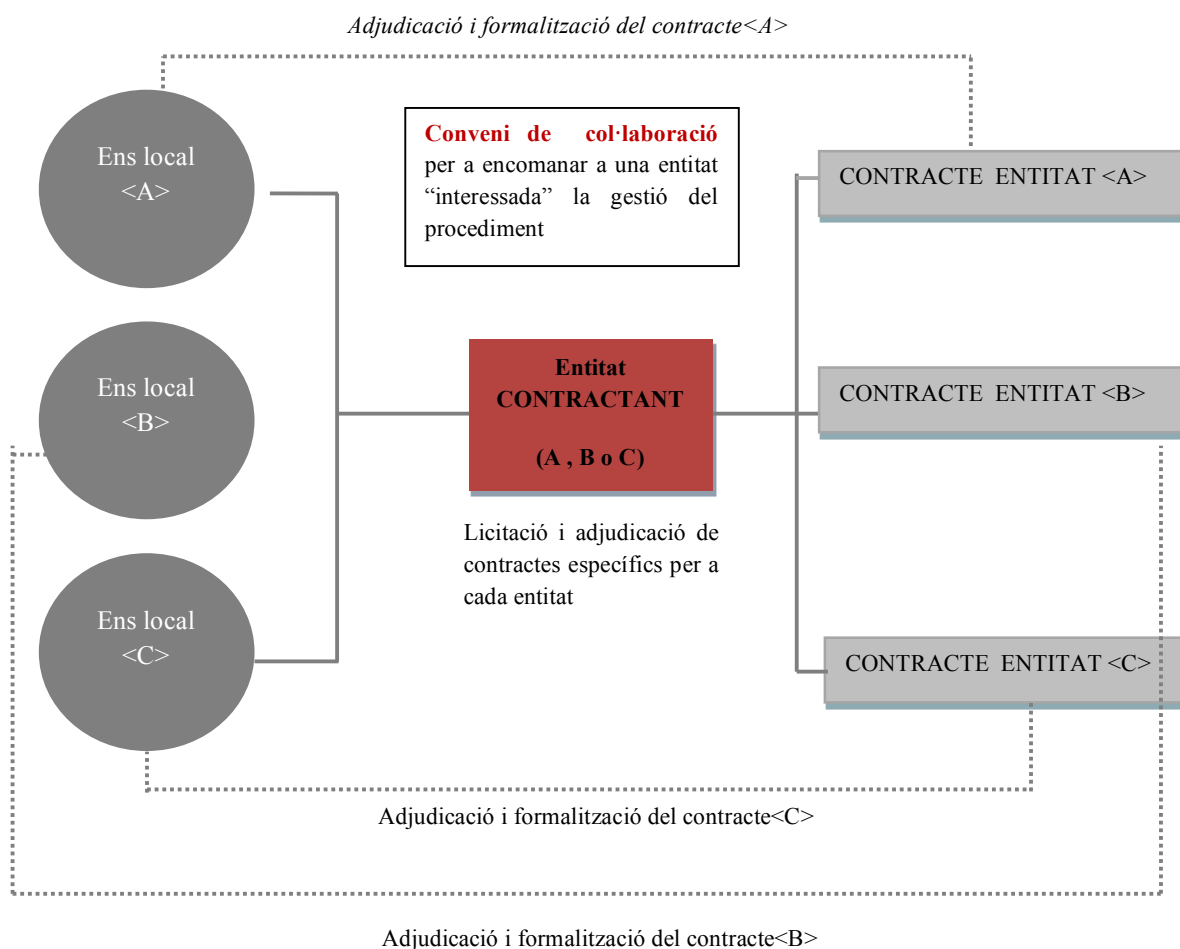 Adjudicació i formalització del contracte<A>
Ens local
<A>
Conveni de col·laboració
per a encomanar a una entitat
“interessada” la gestió del
procediment
CONTRACTE ENTITAT <A>
Ens local
<B>
Entitat
CONTRACTANT
(A , B o C)
CONTRACTE ENTITAT <B>
Licitació i adjudicació de
contractes específics per a
cada entitat
Ens local
<C>
CONTRACTE ENTITAT <C>
Adjudicació i formalització del contracte<C>
Adjudicació i formalització del contracte<B>